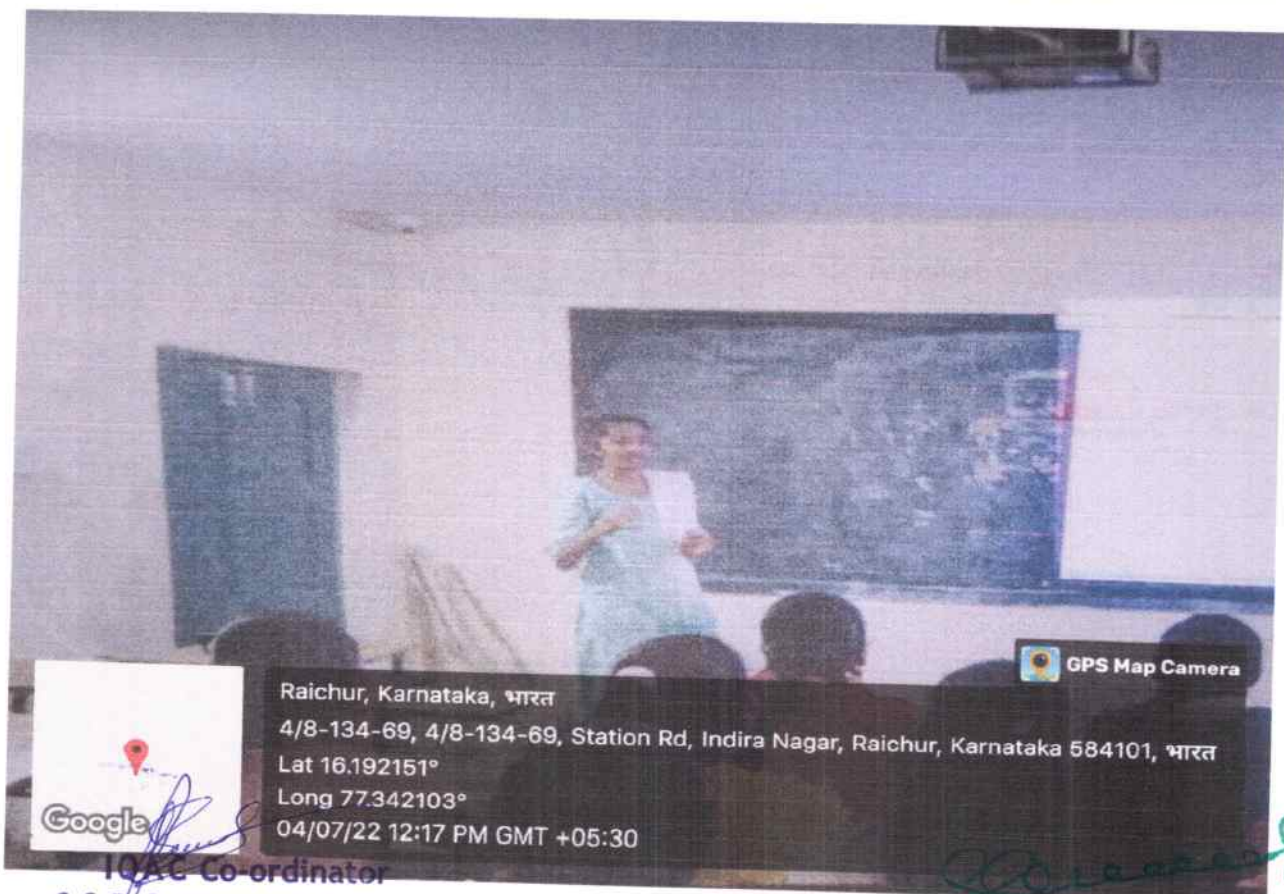 GPS Map Camera
Raichur, Karnataka, भारत
4/8-134-69, 4/8-134-69, Station Rd, Indira Nagar, Raichur, Karnataka 584101, भारत
Lat 16.192151°
Long 77.342103°
04/07/22 12:17 PM GMT +05:30
Google
IQAC Co-ordinator